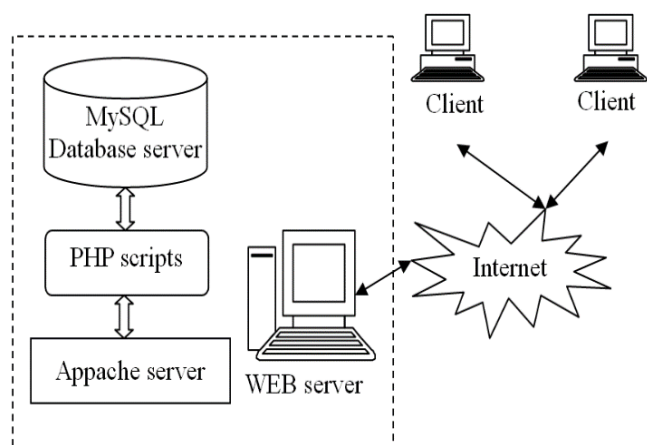 MySQL
Database server
PHP scripts
Appache server
WEB server
Client
Client
Internet